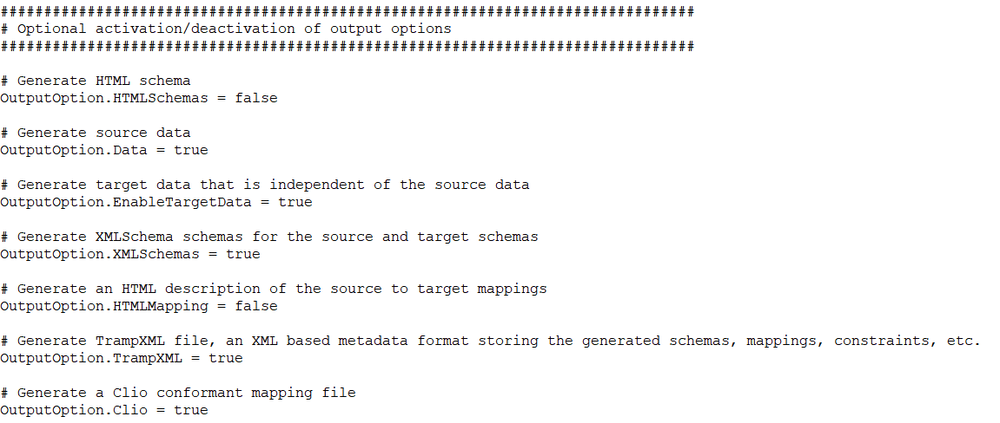 ################################################################################
# Optional activation/deactivation of output options
################################################################################
# Generate HTML schema
OutputOption.HTMLSchemas = false
# Generate source data
OutputOption.Data = true
# Generate target data that is independent of the source data
OutputOption.EnableTargetData = true
# Generate XMLSchema schemas for the source and target schemas
OutputOption.XMLSchemas = true
# Generate an HTML description of the source to target mappings
OutputOption.HTMLMapping = false
# Generate TrampXML file, an XML based metadata format storing the generated schemas, mappings, constraints, etc.
OutputOption.TrampXML = true
# Generate a Clio conformant mapping file
OutputOption.Clio = true